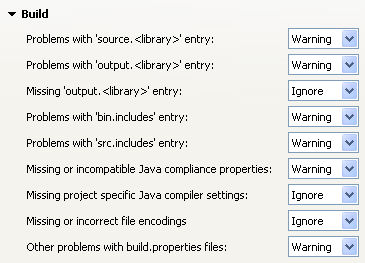 Build
Problems with 'source.<library>' entry: Warning
Problems with 'output.<library>' entry: Warning
Missing 'output.<library>' entry: Ignore
Problems with 'bin.includes' entry: Warning
Problems with 'src.includes' entry: Warning
Missing or incompatible Java compliance properties: Warning
Missing project specific Java compiler settings: Ignore
Missing or incorrect file encodings Ignore
Other problems with build.properties files: Warning